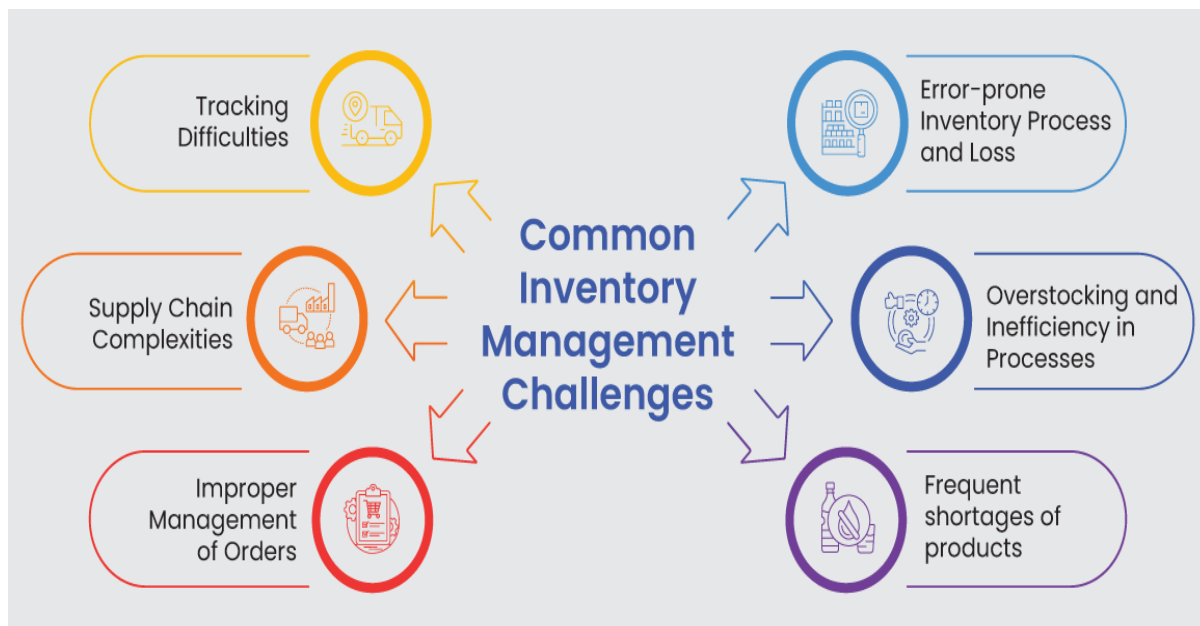 Common
Inventory
Management
Challenges
Tracking
Difficulties
Supply Chain
Complexities
Improper
Management
of Orders
Error-prone
Inventory Process
and Loss
Overstocking and
Inefficiency in
Processes
Frequent
shortages of
products